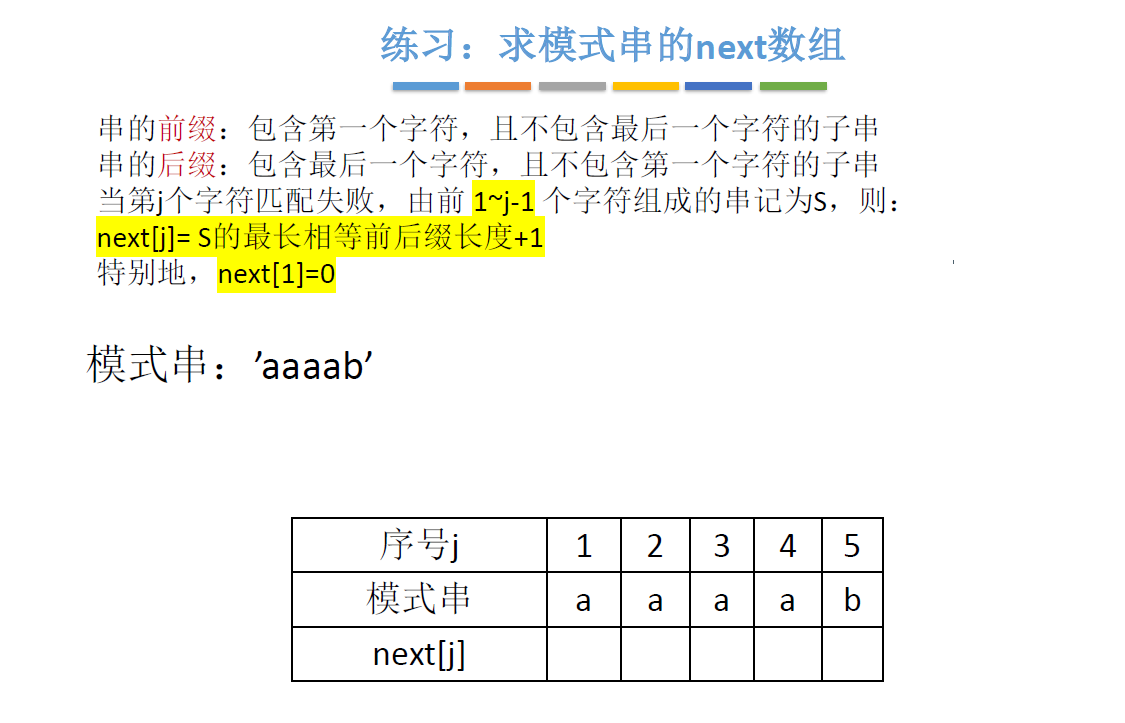 练习：求模式串的next数组
串的前缀：包含第一个字符，且不包含最后一个字符的子串
串的后缀：包含最后一个字符，且不包含第一个字符的子串
当第j个字符匹配失败，由前 1~j-1 个字符组成的串记为S，则：
next[j]= S的最长相等前后缀长度+1
特别地，next[1]=0
模式串：’aaaab’
序号j 1 2 3 4 5
模式串 a a a a b
next[j]